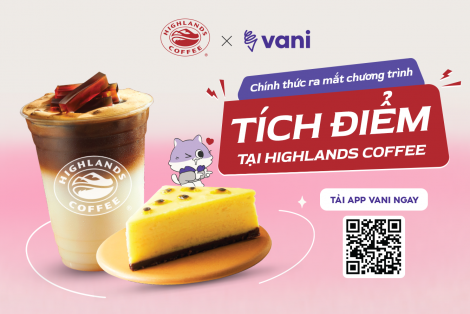 HIGHLANDS
COFFEE
®
×
vani
Chính thức ra mắt chương trình
TÍCH ĐIỂM
TẠI HIGHLANDS COFFEE
HIGHLANDS
COFFEE
TẢI APP VANI NGAY